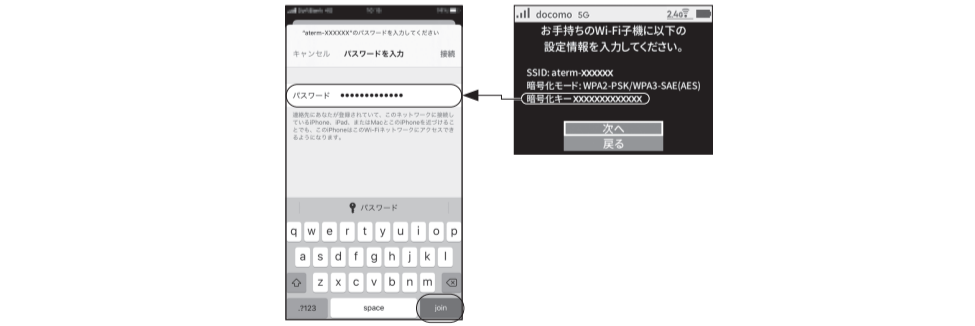 "aterm-XXXXXX"のパスワードを入力してください
キャンセル パスワードを入力 接続
パスワード ●●●●●●●●●●●●●
連絡先にあなたが登録されていて、このネットワークに接続し
ているiPhone、iPad、またはMacとこのiPhoneを近づけるこ
とでも、このiPhoneはこのWi-Fiネットワークにアクセスでき
るようになります。
パスワード
q w e r t y u i o p
a s d f g h j k l
z x c v b n m
.?123 space join
docomo 5G 2.4G
お手持ちのWi-Fi子機に以下の
設定情報を入力してください。
SSID: aterm-XXXXXX
暗号化モード: WPA2-PSK/WPA3-SAE(AES)
暗号化キー XXXXXXXXXXXXX
次へ
戻る